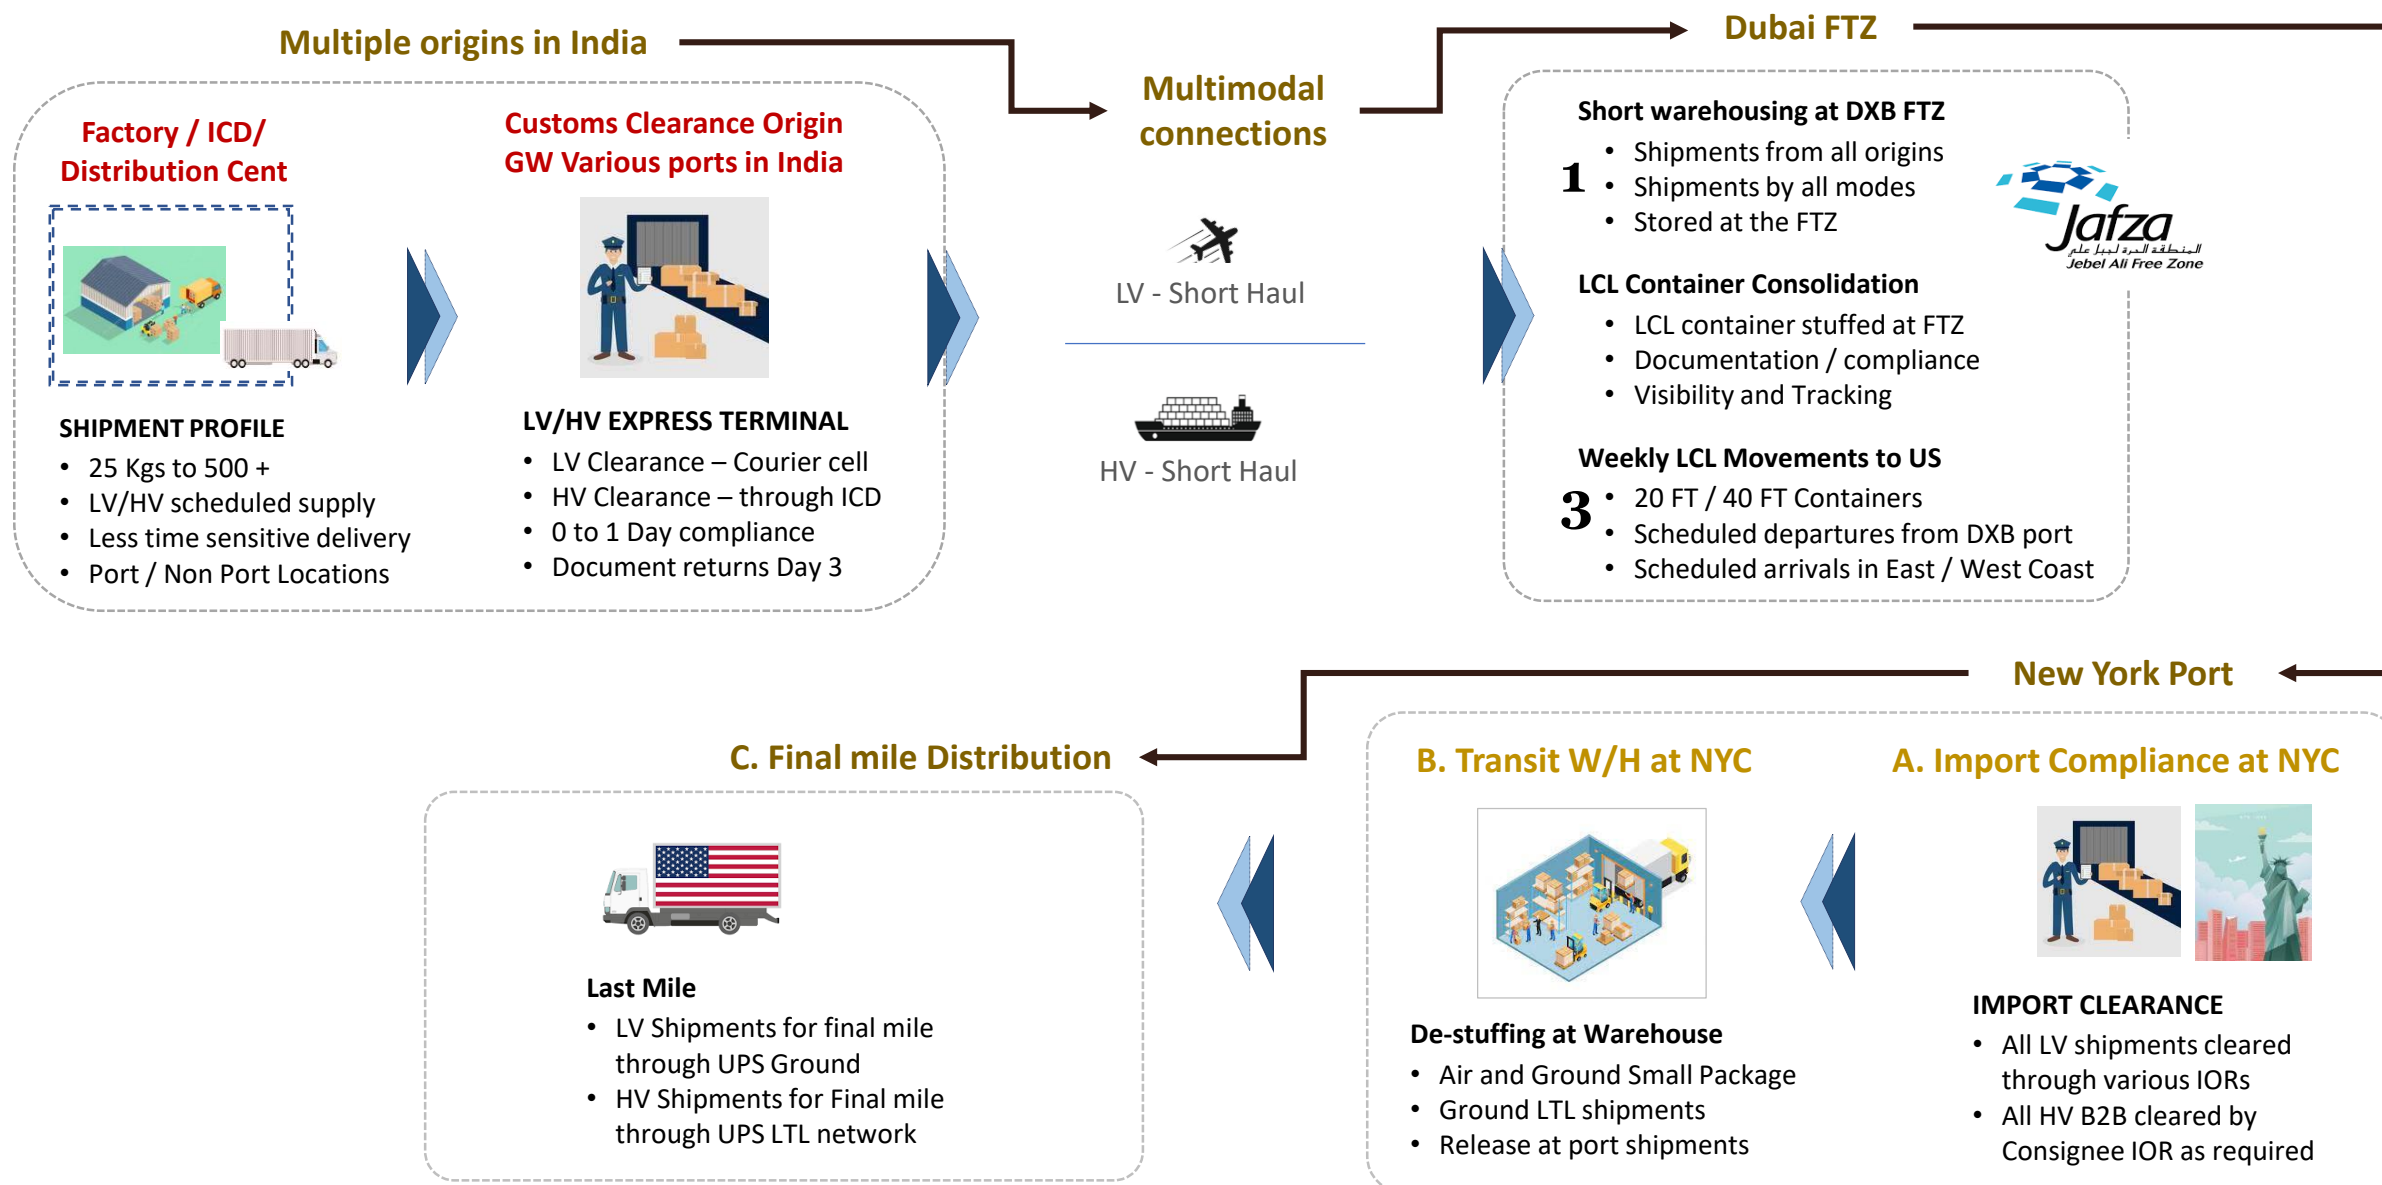 Multiple origins in India
Factory / ICD/
Distribution Cent
SHIPMENT PROFILE
• 25 Kgs to 500 +
• LV/HV scheduled supply
• Less time sensitive delivery
• Port / Non Port Locations
Customs Clearance Origin
GW Various ports in India
LV/HV EXPRESS TERMINAL
• LV Clearance – Courier cell
• HV Clearance – through ICD
• 0 to 1 Day compliance
• Document returns Day 3
Multimodal
connections
LV - Short Haul
HV - Short Haul
Dubai FTZ
Short warehousing at DXB FTZ
1
• Shipments from all origins
• Shipments by all modes
• Stored at the FTZ
Jafza
المنطقة الحرة لجبل علي
Jebel Ali Free Zone
LCL Container Consolidation
• LCL container stuffed at FTZ
• Documentation / compliance
• Visibility and Tracking
Weekly LCL Movements to US
3
• 20 FT / 40 FT Containers
• Scheduled departures from DXB port
• Scheduled arrivals in East / West Coast
New York Port
A. Import Compliance at NYC
IMPORT CLEARANCE
• All LV shipments cleared
through various IORs
• All HV B2B cleared by
Consignee IOR as required
B. Transit W/H at NYC
De-stuffing at Warehouse
• Air and Ground Small Package
• Ground LTL shipments
• Release at port shipments
C. Final mile Distribution
Last Mile
• LV Shipments for final mile
through UPS Ground
• HV Shipments for Final mile
through UPS LTL network